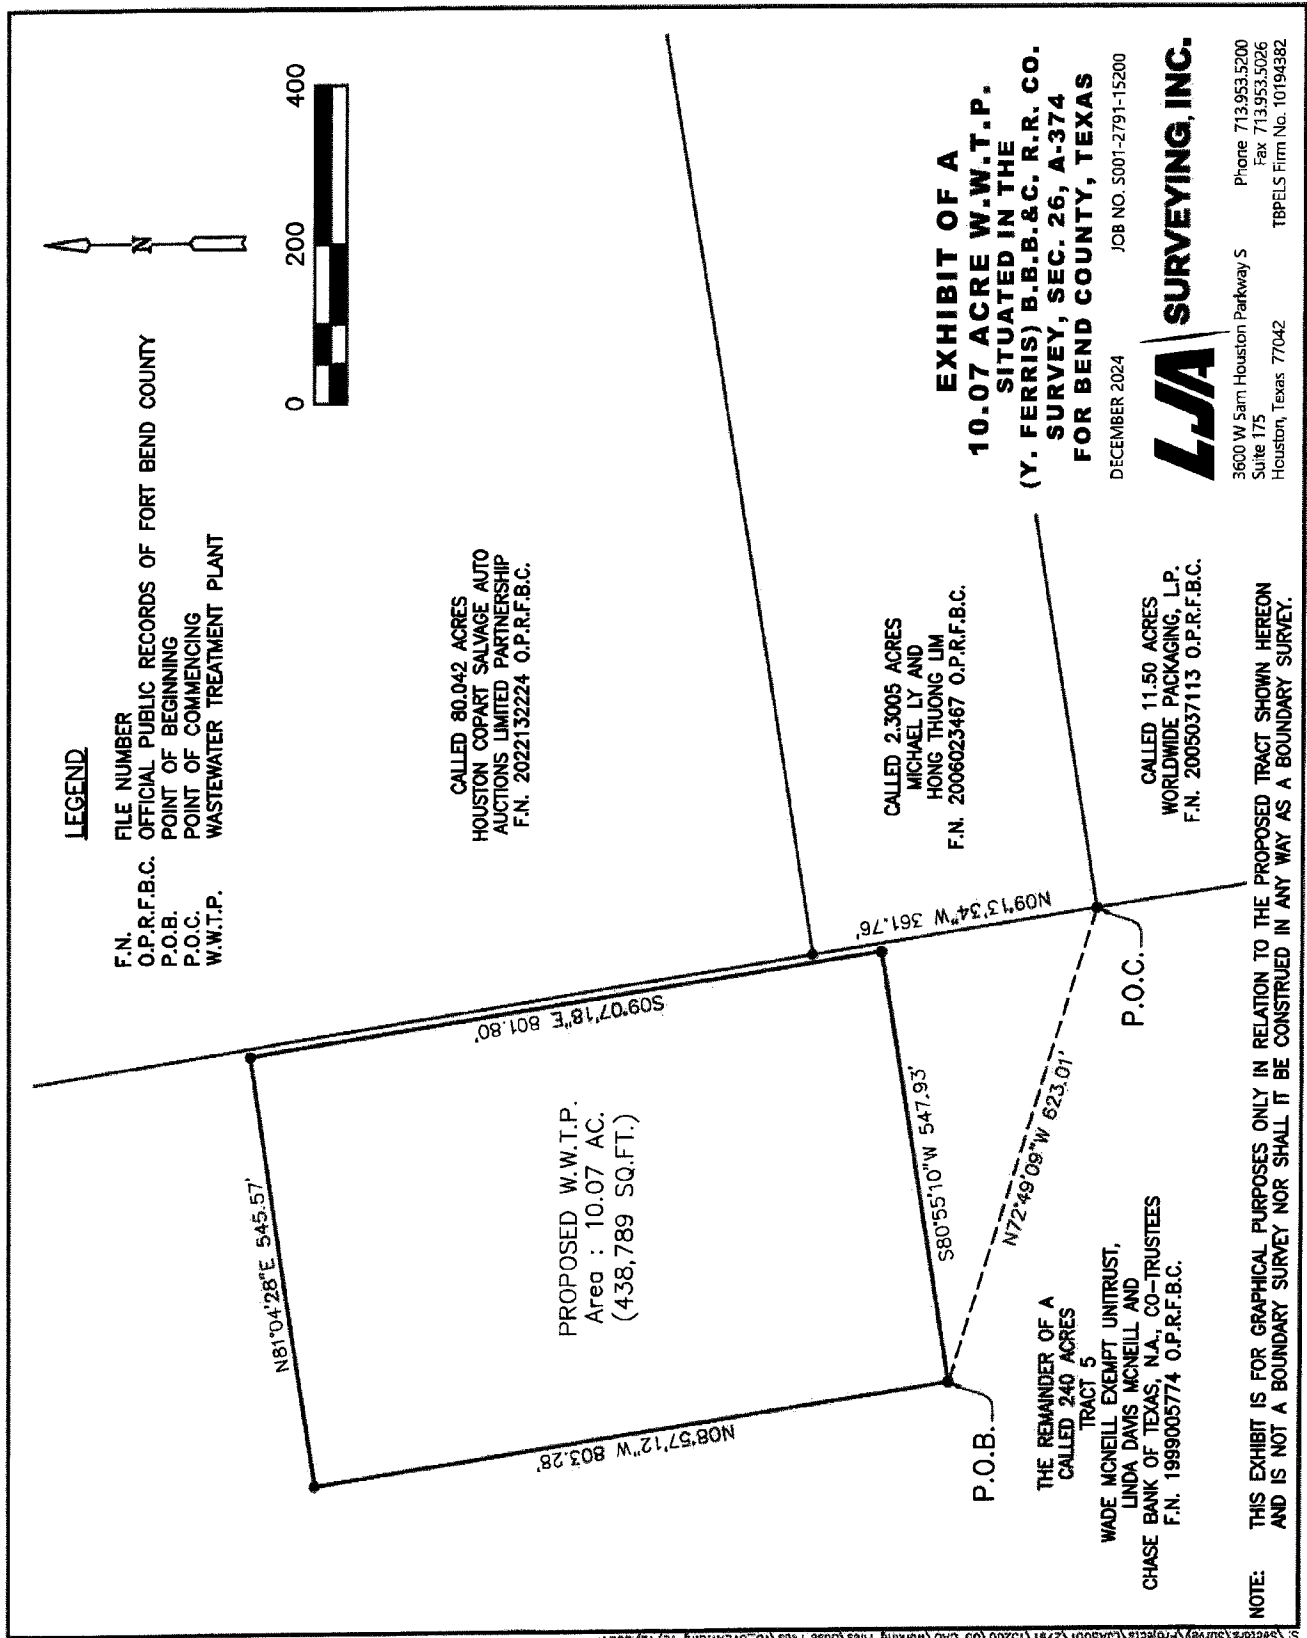 LEGEND
F.N. FILE NUMBER
O.P.R.F.B.C. OFFICIAL PUBLIC RECORDS OF FORT BEND COUNTY
P.O.B. POINT OF BEGINNING
P.O.C. POINT OF COMMENCING
W.W.T.P. WASTEWATER TREATMENT PLANT
N
0 200 400
N81°04'28"E 545.57'
S09°07'18"E 801.80'
N08°57'12"W 803.28'
S80°55'10"W 547.93'
N72°49'09"W 623.01'
N09°13'34"W 361.76'
PROPOSED W.W.T.P.
Area : 10.07 AC.
(438,789 SQ.FT.)
CALLED 80.042 ACRES
HOUSTON COPART SALVAGE AUTO
AUCTIONS LIMITED PARTNERSHIP
F.N. 2022132224 O.P.R.F.B.C.
CALLED 2.3005 ACRES
MICHAEL LY AND
HONG THUONG LIM
F.N. 2006023467 O.P.R.F.B.C.
CALLED 11.50 ACRES
WORLDWIDE PACKAGING, L.P.
F.N. 2005037113 O.P.R.F.B.C.
P.O.B.
P.O.C.
THE REMAINDER OF A
CALLED 240 ACRES
TRACT 5
WADE MCNEILL EXEMPT UNITRUST,
LINDA DAVIS MCNEILL AND
CHASE BANK OF TEXAS, N.A., CO-TRUSTEES
F.N. 1999005774 O.P.R.F.B.C.
EXHIBIT OF A
10.07 ACRE W.W.T.P.
SITUATED IN THE
(Y. FERRIS) B.B.B.&C. R.R. CO.
SURVEY, SEC. 26, A-374
FOR BEND COUNTY, TEXAS
DECEMBER 2024 JOB NO. S001-2791-15200
LJA SURVEYING, INC.
3600 W Sam Houston Parkway S Phone 713.953.5200
Suite 175 Fax 713.953.5026
Houston, Texas 77042 TBPELS Firm No. 10194382
NOTE: THIS EXHIBIT IS FOR GRAPHICAL PURPOSES ONLY IN RELATION TO THE PROPOSED TRACT SHOWN HEREON
AND IS NOT A BOUNDARY SURVEY NOR SHALL IT BE CONSTRUED IN ANY WAY AS A BOUNDARY SURVEY.